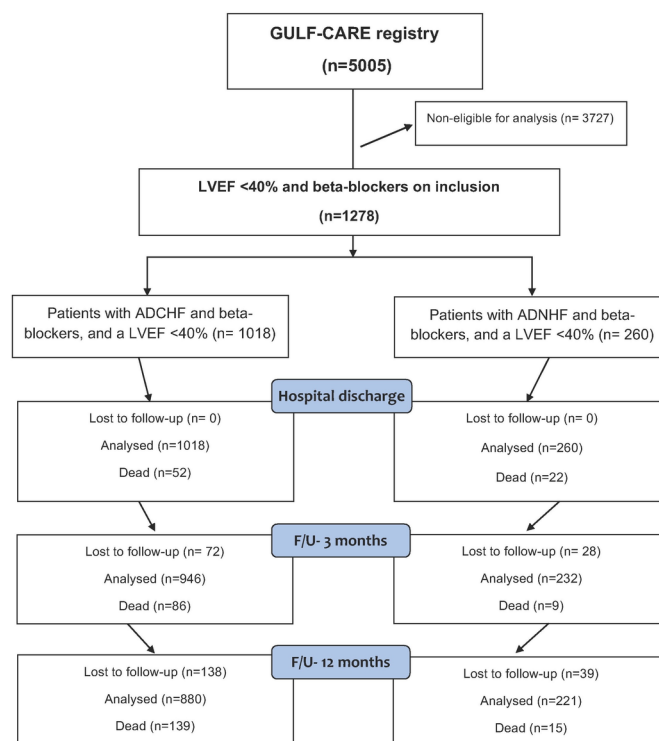 GULF-CARE registry
(n=5005)
Non-eligible for analysis (n= 3727)
LVEF <40% and beta-blockers on inclusion
(n=1278)
Patients with ADCHF and beta-
blockers, and a LVEF <40% (n= 1018)
Patients with ADNHF and beta-
blockers, and a LVEF <40% (n= 260)
Hospital discharge
Lost to follow-up (n= 0)
Analysed (n=1018)
Dead (n=52)
Lost to follow-up (n= 0)
Analysed (n=260)
Dead (n=22)
F/U- 3 months
Lost to follow-up (n= 72)
Analysed (n=946)
Dead (n=86)
Lost to follow-up (n= 28)
Analysed (n=232)
Dead (n=9)
F/U- 12 months
Lost to follow-up (n=138)
Analysed (n=880)
Dead (n=139)
Lost to follow-up (n=39)
Analysed (n=221)
Dead (n=15)